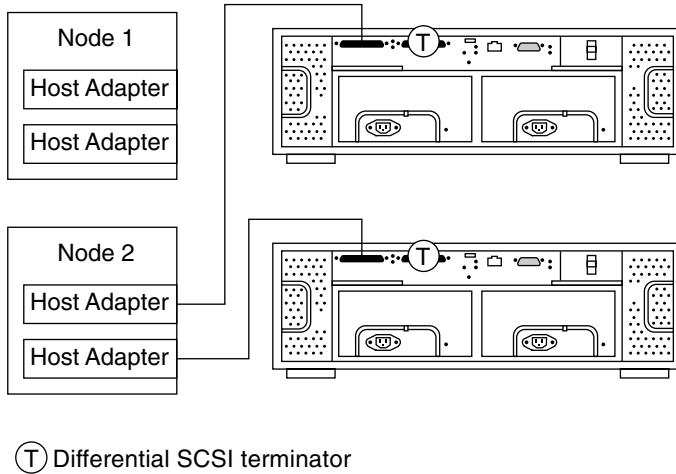 Node 1
Host Adapter
Host Adapter
T
Node 2
Host Adapter
Host Adapter
T
T Differential SCSI terminator